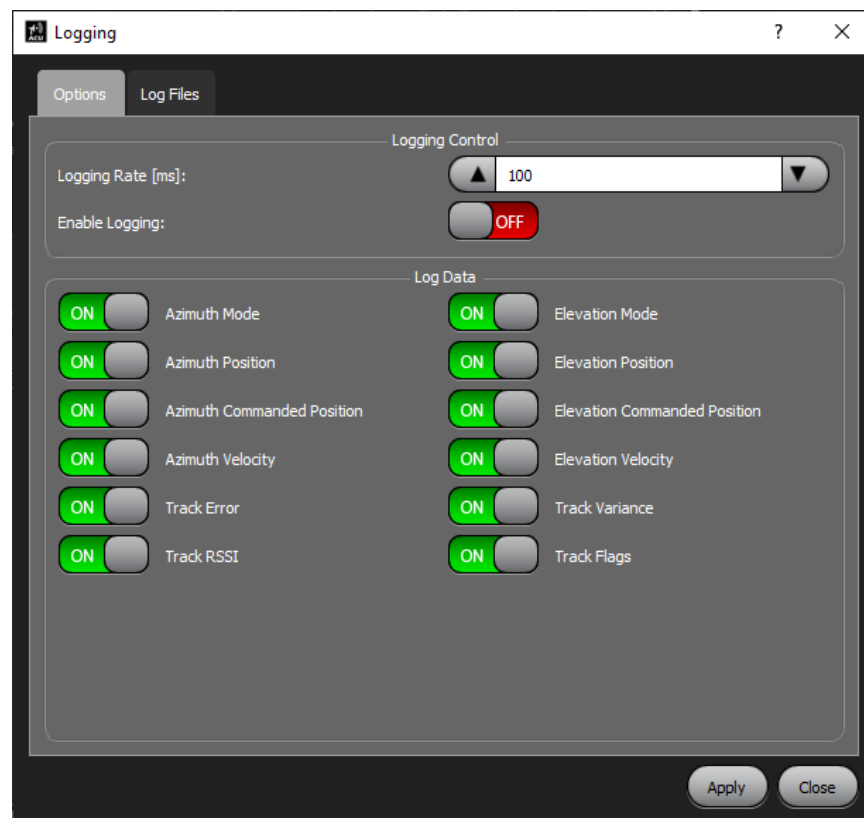 ACU Logging ?
Options Log Files
Logging Control
Logging Rate [ms]: 100
Enable Logging: OFF
Log Data
ON Azimuth Mode ON Elevation Mode
ON Azimuth Position ON Elevation Position
ON Azimuth Commanded Position ON Elevation Commanded Position
ON Azimuth Velocity ON Elevation Velocity
ON Track Error ON Track Variance
ON Track RSSI ON Track Flags
Apply Close